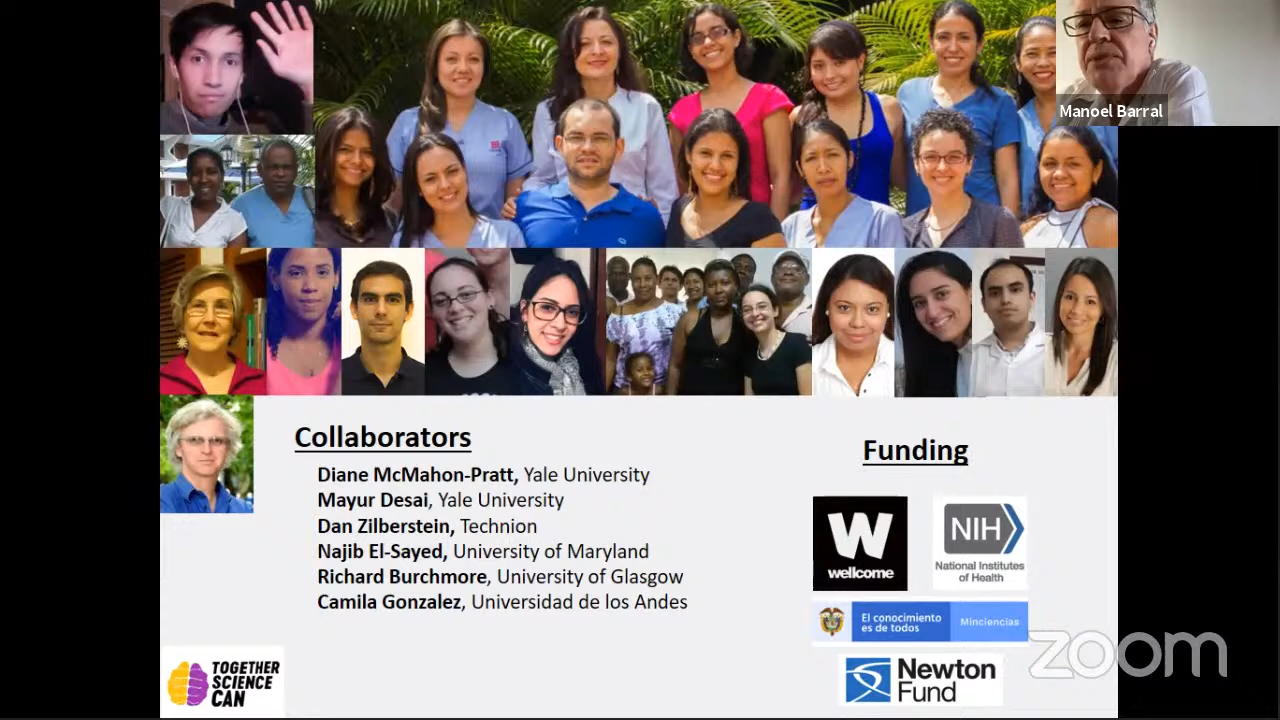 Manoel Barral
Collaborators
Diane McMahon-Pratt, Yale University
Mayur Desai, Yale University
Dan Zilberstein, Technion
Najib El-Sayed, University of Maryland
Richard Burchmore, University of Glasgow
Camila Gonzalez, Universidad de los Andes
Funding
W
wellcome
NIH
National Institutes
of Health
El conocimiento
es de todos
Minciencias
Newton
Fund
zoom
TOGETHER
SCIENCE
CAN